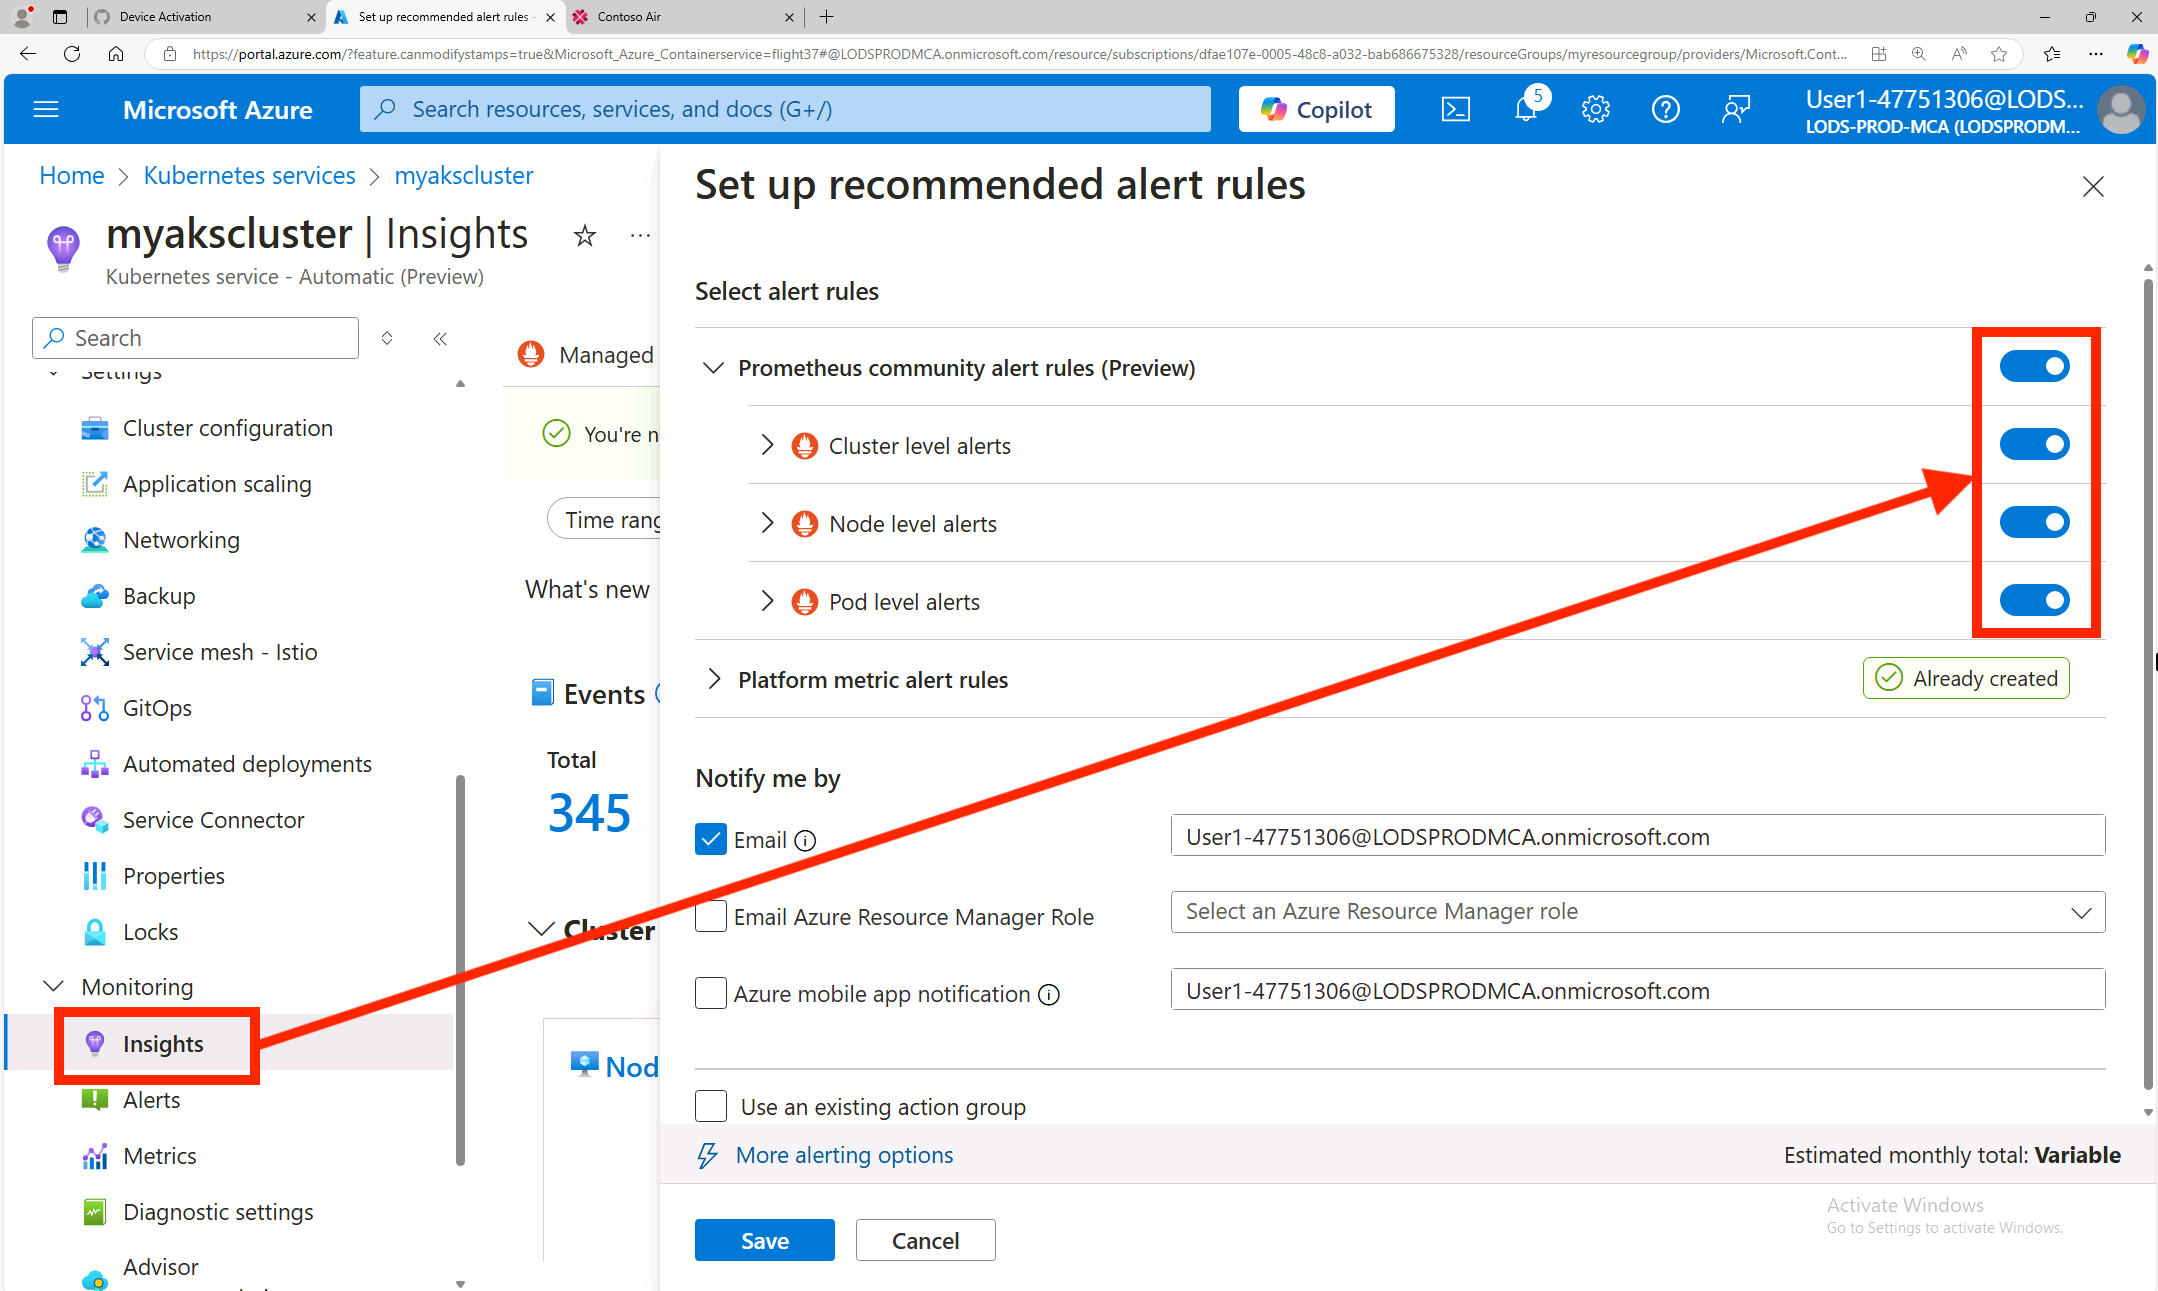 Device Activation
Set up recommended alert rules -
Contoso Air
https://portal.azure.com/?feature.canmodifystamps=true&Microsoft_Azure_Containerservice=flight37#@LODSPRODMCA.onmicrosoft.com/resource/subscriptions/dfae107e-0005-48c8-a032-bab686675328/resourceGroups/myresourcegroup/providers/Microsoft.Cont...
Microsoft Azure
Search resources, services, and docs (G+/)
Copilot
5
User1-47751306@LODS...
LODS-PROD-MCA (LODSPRODM...
Home > Kubernetes services > myakscluster
myakscluster | Insights
Kubernetes service - Automatic (Preview)
Search
Settings
Cluster configuration
Application scaling
Networking
Backup
Service mesh - Istio
GitOps
Automated deployments
Service Connector
Properties
Locks
Monitoring
Insights
Alerts
Metrics
Diagnostic settings
Advisor
Managed
You're n
Time rang
What's new
Events
Total
345
Cluster
Nod
Set up recommended alert rules
Select alert rules
Prometheus community alert rules (Preview)
Cluster level alerts
Node level alerts
Pod level alerts
Platform metric alert rules
Already created
Notify me by
Email
User1-47751306@LODSPRODMCA.onmicrosoft.com
Email Azure Resource Manager Role
Select an Azure Resource Manager role
Azure mobile app notification
User1-47751306@LODSPRODMCA.onmicrosoft.com
Use an existing action group
More alerting options
Estimated monthly total: Variable
Activate Windows
Go to Settings to activate Windows.
Save
Cancel